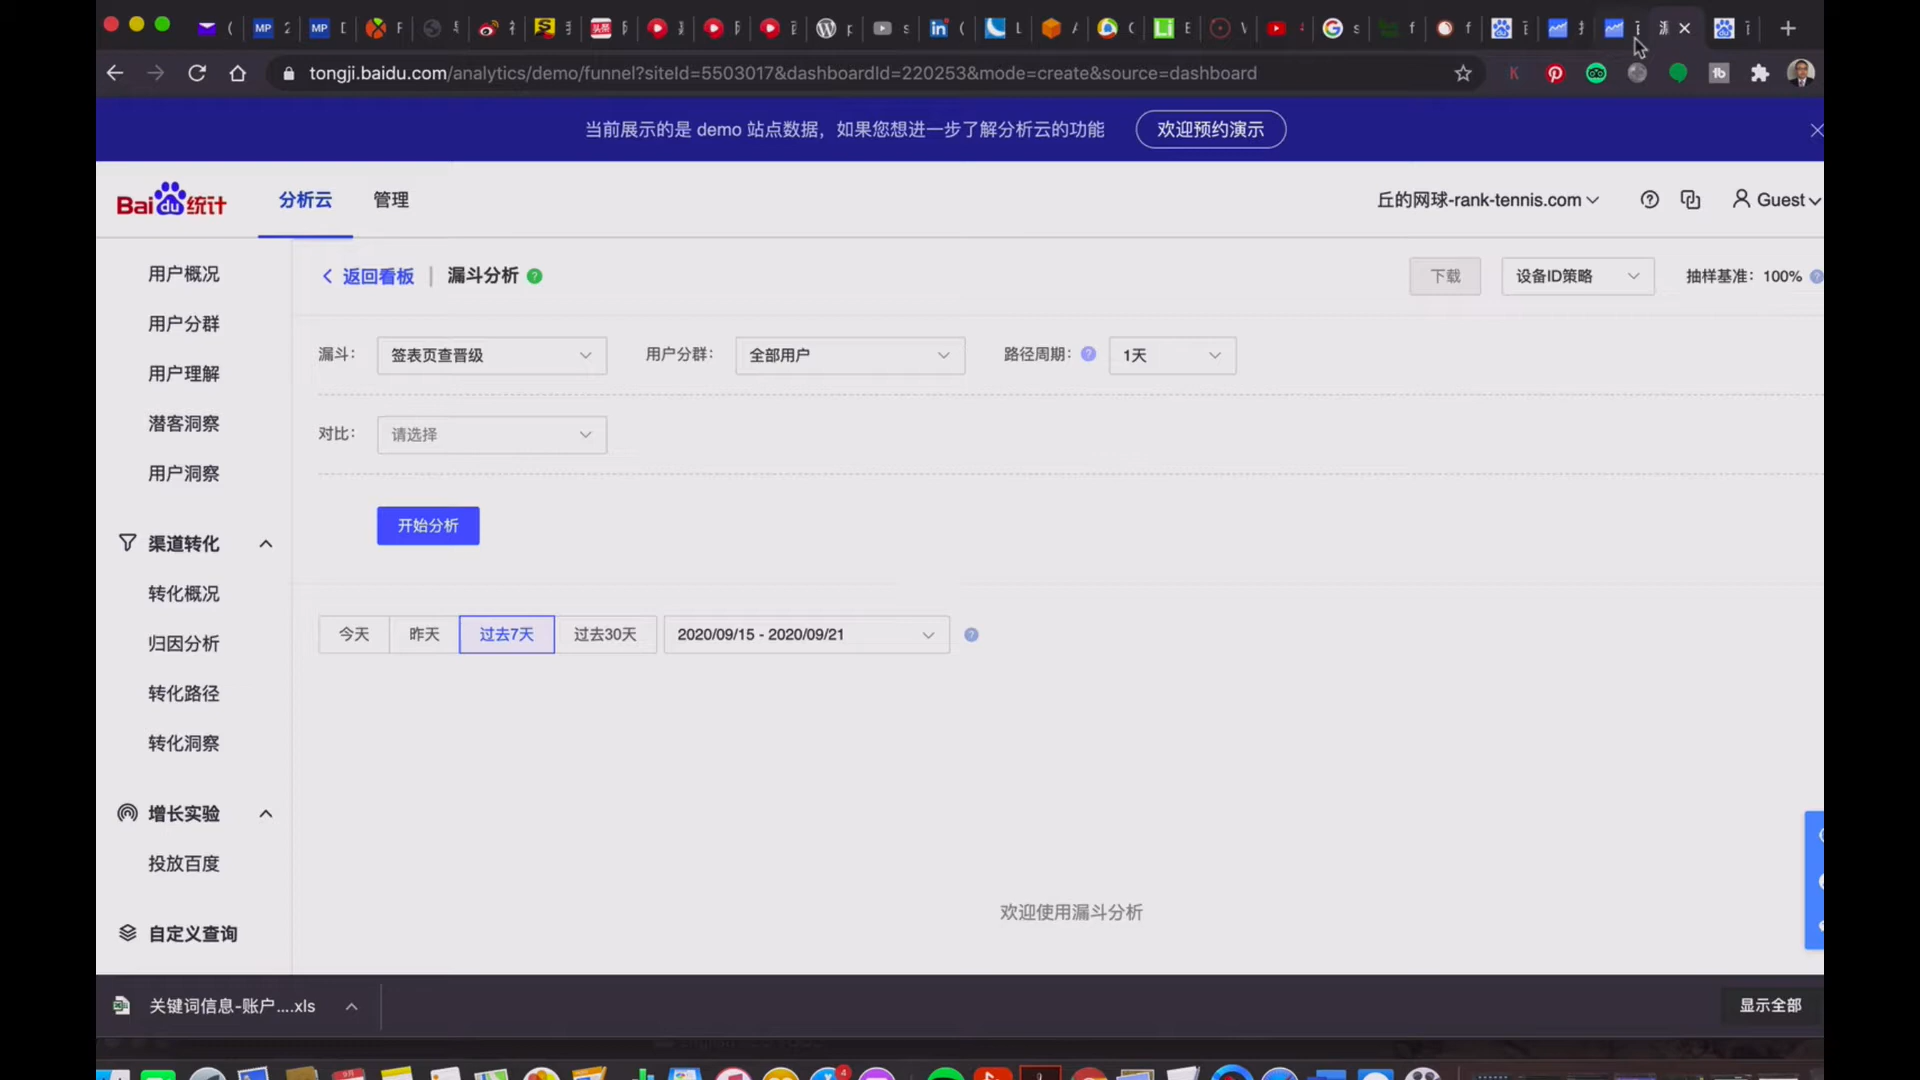 tongji.baidu.com/analytics/demo/funnel?siteId=5503017&dashboardId=220253&mode=create&source=dashboard
当前展示的是 demo 站点数据，如果您想进一步了解分析云的功能
欢迎预约演示
Baidu统计
分析云
管理
丘的网球-rank-tennis.com
Guest
用户概况
用户分群
用户理解
潜客洞察
用户洞察
渠道转化
转化概况
归因分析
转化路径
转化洞察
增长实验
投放百度
自定义查询
返回看板
漏斗分析
下载
设备ID策略
抽样基准：100%
漏斗：
签表页查晋级
用户分群：
全部用户
路径周期：
1天
对比：
请选择
开始分析
今天
昨天
过去7天
过去30天
2020/09/15 - 2020/09/21
欢迎使用漏斗分析
关键词信息-账户....xls
显示全部